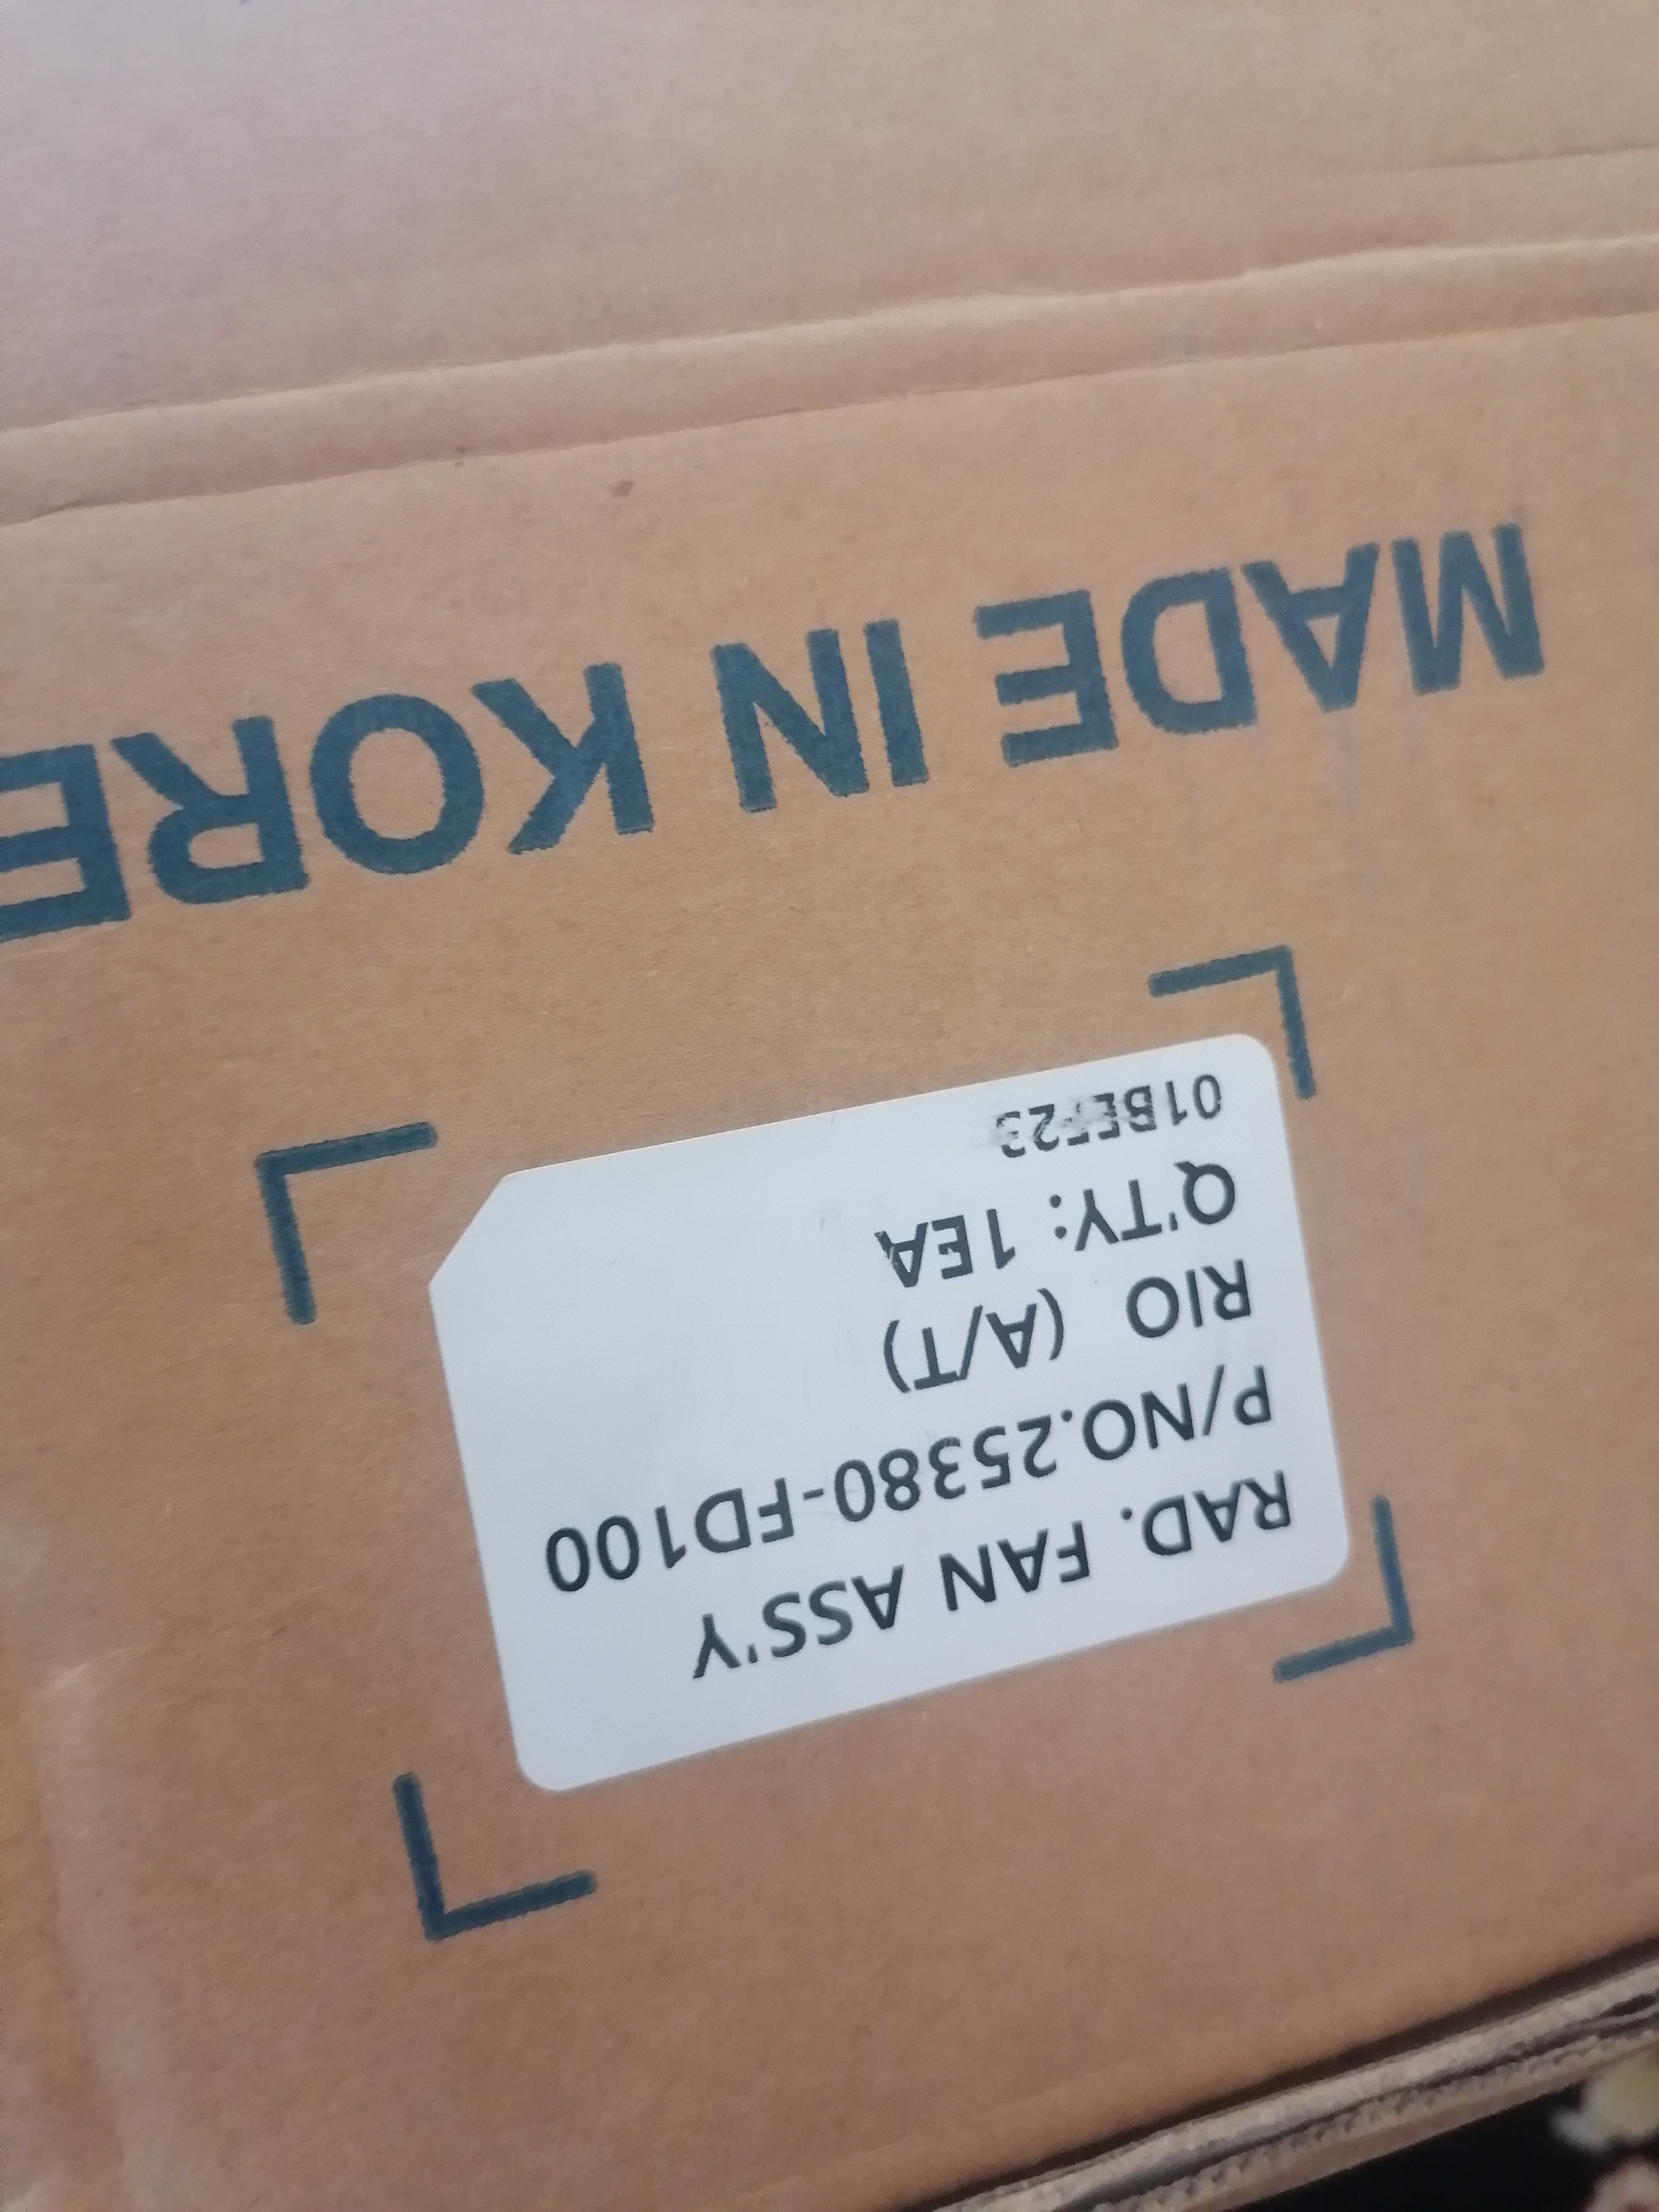 RAD. FAN ASS'Y
P/NO.25380-FD100
RIO (A/T)
Q'TY: 1EA
MADE IN KORE